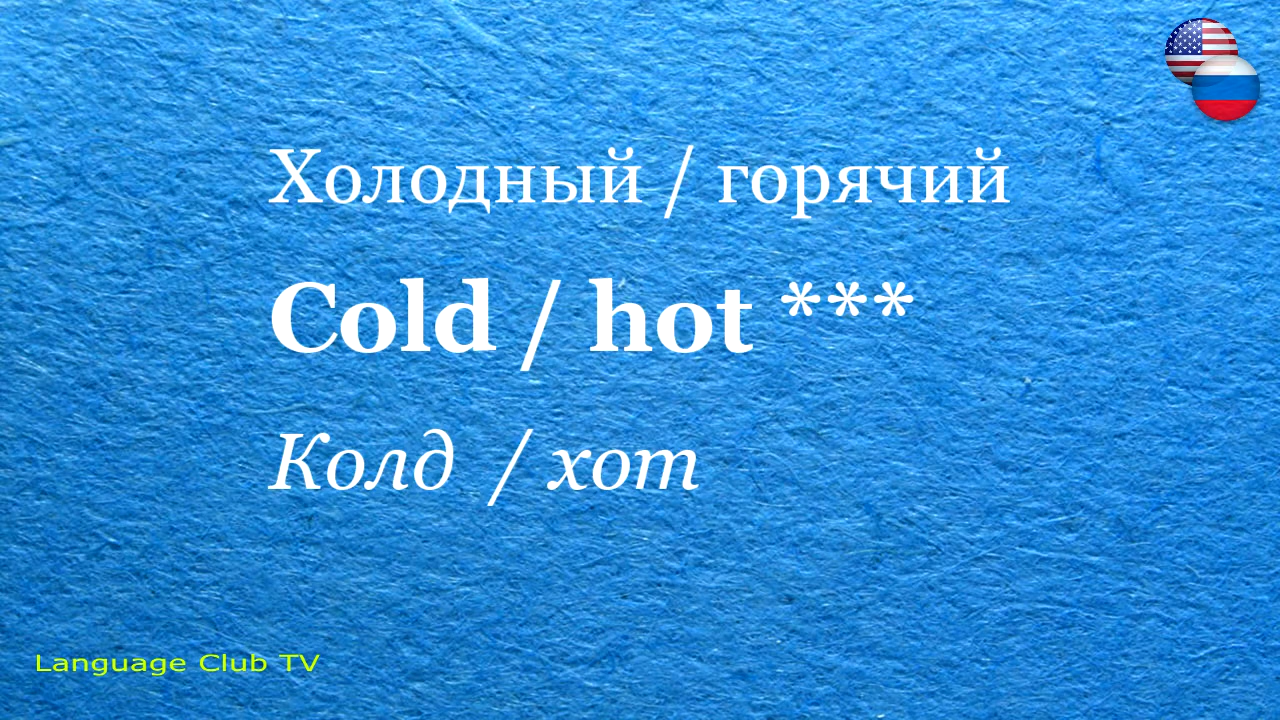 Холодный / горячий
Cold / hot ***
Колд / хот
Language Club TV